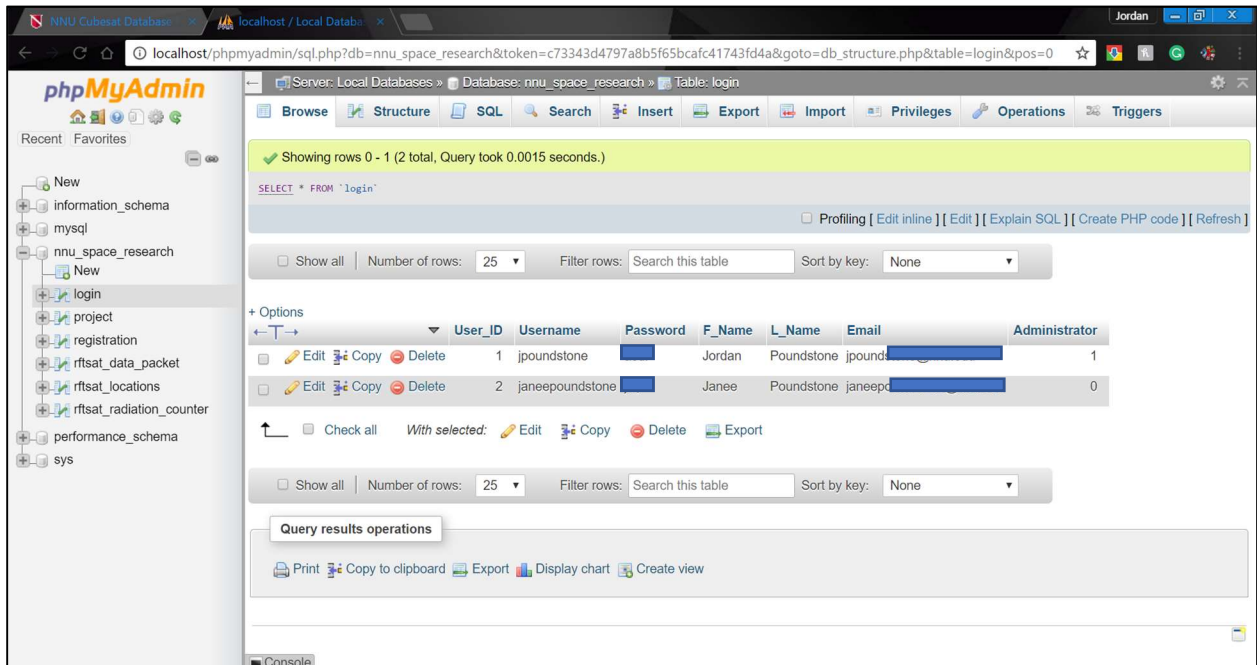 NNU Cubesat Database
localhost / Local Databa
Jordan
localhost/phpmyadmin/sql.php?db=nnu_space_research&token=c73343d4797a8b5f65bcafc41743fd4a&goto=db_structure.php&table=login&pos=0
phpMyAdmin
Recent Favorites
New
information_schema
mysql
nnu_space_research
New
login
project
registration
rftsat_data_packet
rftsat_locations
rftsat_radiation_counter
performance_schema
sys
Server: Local Databases » Database: nnu_space_research » Table: login
Browse Structure SQL Search Insert Export Import Privileges Operations Triggers
Showing rows 0 - 1 (2 total, Query took 0.0015 seconds.)
SELECT * FROM `login`
Profiling [ Edit inline ] [ Edit ] [ Explain SQL ] [ Create PHP code ] [ Refresh ]
Show all Number of rows: 25 Filter rows: Search this table Sort by key: None
+ Options
←T→ User_ID Username Password F_Name L_Name Email Administrator
Edit Copy Delete 1 jpoundstone Jordan Poundstone jpounds 1
Edit Copy Delete 2 janeepoundstone Janee Poundstone janeepo 0
Check all With selected: Edit Copy Delete Export
Show all Number of rows: 25 Filter rows: Search this table Sort by key: None
Query results operations
Print Copy to clipboard Export Display chart Create view
Console